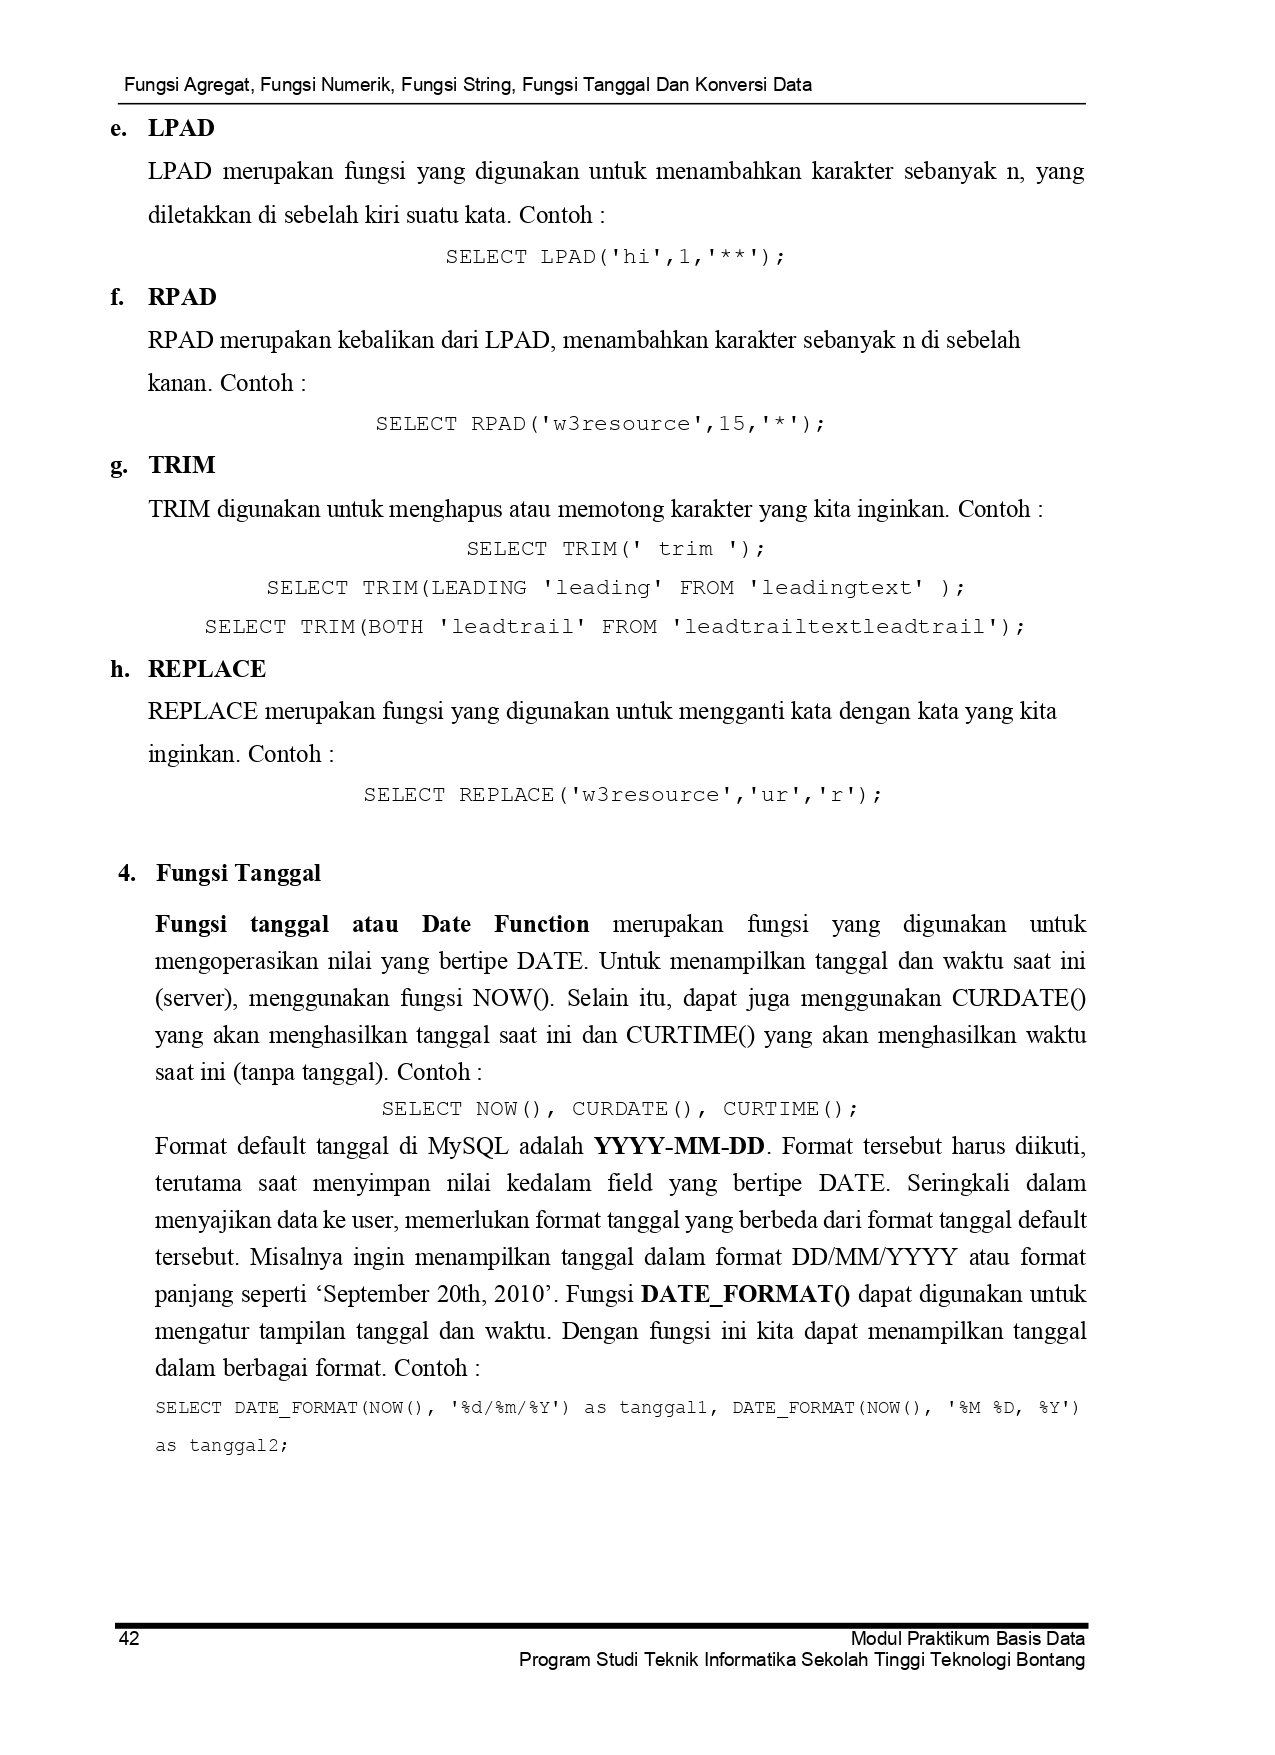 Fungsi Agregat, Fungsi Numerik, Fungsi String, Fungsi Tanggal Dan Konversi Data
e. LPAD
LPAD merupakan fungsi yang digunakan untuk menambahkan karakter sebanyak n, yang
diletakkan di sebelah kiri suatu kata. Contoh :
SELECT LPAD('hi',1,'**');
f. RPAD
RPAD merupakan kebalikan dari LPAD, menambahkan karakter sebanyak n di sebelah
kanan. Contoh :
SELECT RPAD('w3resource',15,'*');
g. TRIM
TRIM digunakan untuk menghapus atau memotong karakter yang kita inginkan. Contoh :
SELECT TRIM(' trim ');
SELECT TRIM(LEADING 'leading' FROM 'leadingtext' );
SELECT TRIM(BOTH 'leadtrail' FROM 'leadtrailtextleadtrail');
h. REPLACE
REPLACE merupakan fungsi yang digunakan untuk mengganti kata dengan kata yang kita
inginkan. Contoh :
SELECT REPLACE('w3resource','ur','r');
4. Fungsi Tanggal
Fungsi tanggal atau Date Function merupakan fungsi yang digunakan untuk
mengoperasikan nilai yang bertipe DATE. Untuk menampilkan tanggal dan waktu saat ini
(server), menggunakan fungsi NOW(). Selain itu, dapat juga menggunakan CURDATE()
yang akan menghasilkan tanggal saat ini dan CURTIME() yang akan menghasilkan waktu
saat ini (tanpa tanggal). Contoh :
SELECT NOW(), CURDATE(), CURTIME();
Format default tanggal di MySQL adalah YYYY-MM-DD. Format tersebut harus diikuti,
terutama saat menyimpan nilai kedalam field yang bertipe DATE. Seringkali dalam
menyajikan data ke user, memerlukan format tanggal yang berbeda dari format tanggal default
tersebut. Misalnya ingin menampilkan tanggal dalam format DD/MM/YYYY atau format
panjang seperti ‘September 20th, 2010’. Fungsi DATE_FORMAT() dapat digunakan untuk
mengatur tampilan tanggal dan waktu. Dengan fungsi ini kita dapat menampilkan tanggal
dalam berbagai format. Contoh :
SELECT DATE_FORMAT(NOW(), '%d/%m/%Y') as tanggal1, DATE_FORMAT(NOW(), '%M %D, %Y')
as tanggal2;
42 Modul Praktikum Basis Data
Program Studi Teknik Informatika Sekolah Tinggi Teknologi Bontang